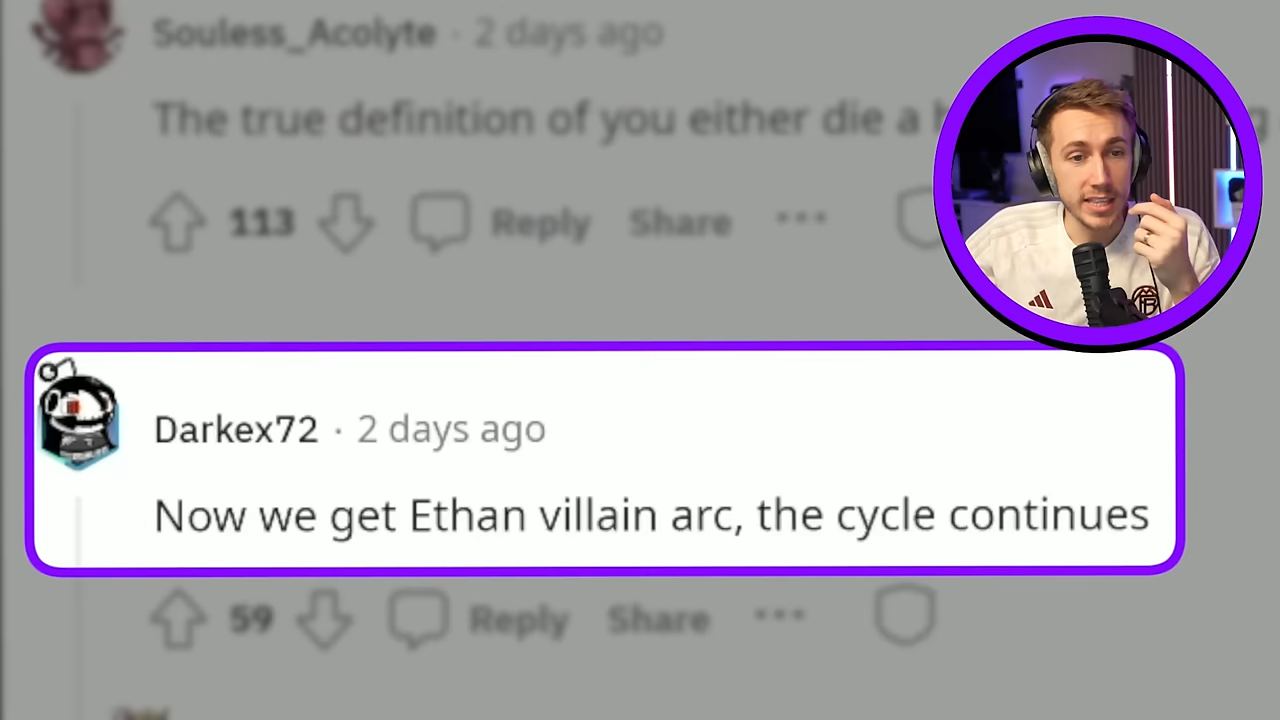 Souless_Acolyte · 2 days ago
The true definition of you either die a
113 Reply Share ...
Darkex72 · 2 days ago
Now we get Ethan villain arc, the cycle continues
59 Reply Share ...